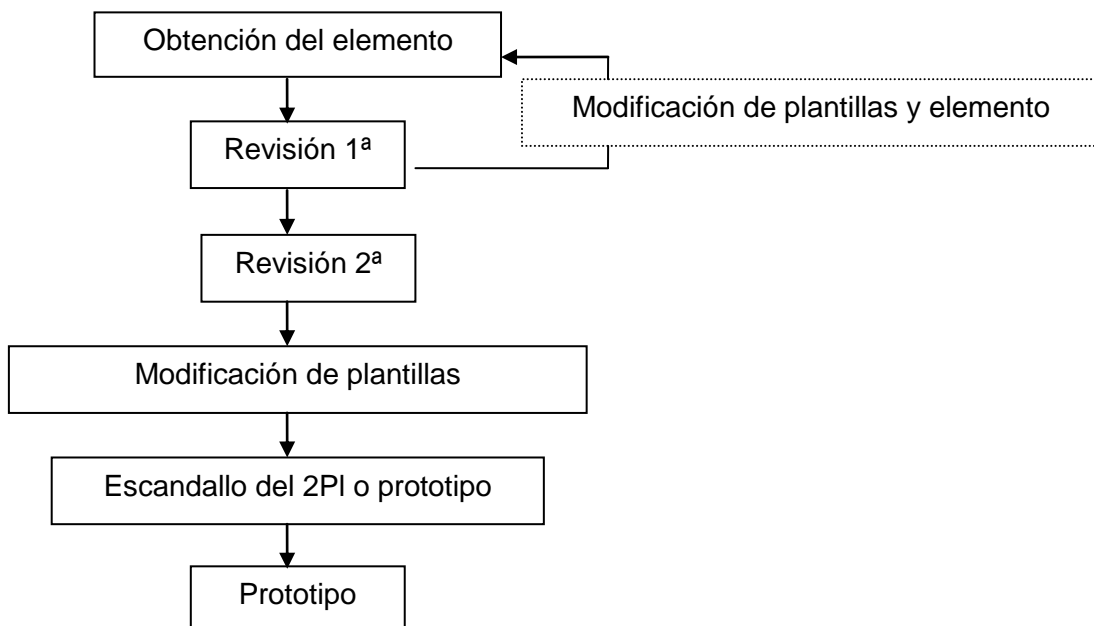 Obtención del elemento
Modificación de plantillas y elemento
Revisión 1ª
Revisión 2ª
Modificación de plantillas
Escandallo del 2Pl o prototipo
Prototipo